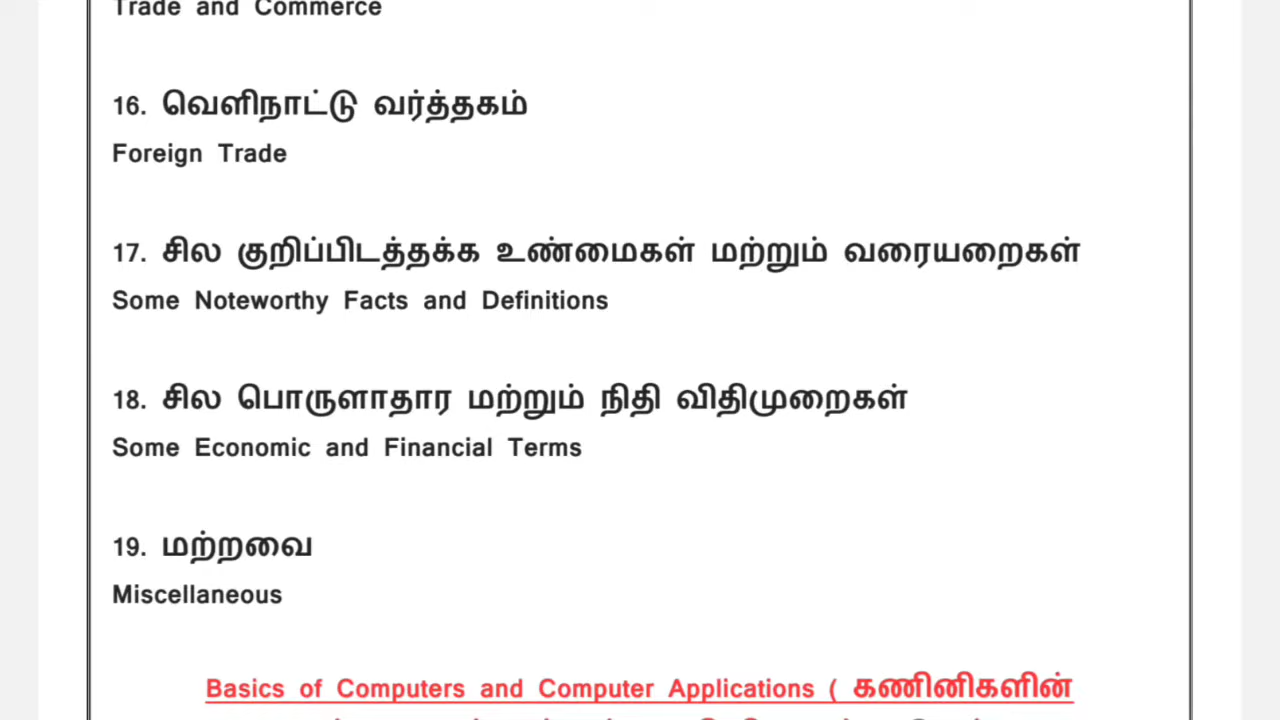 Trade and Commerce
16. வெளிநாட்டு வர்த்தகம்
Foreign Trade
17. சில குறிப்பிடத்தக்க உண்மைகள் மற்றும் வரையறைகள்
Some Noteworthy Facts and Definitions
18. சில பொருளாதார மற்றும் நிதி விதிமுறைகள்
Some Economic and Financial Terms
19. மற்றவை
Miscellaneous
Basics of Computers and Computer Applications ( கணினிகளின்